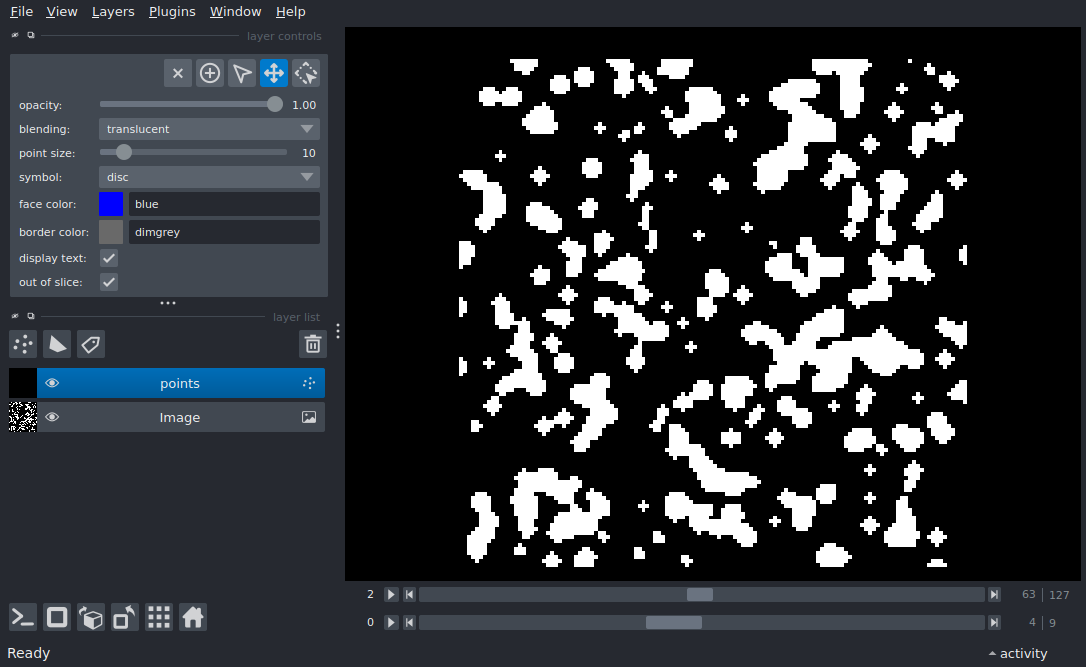 File View Layers Plugins Window Help
layer controls
opacity: 1.00
blending: translucent
point size: 10
symbol: disc
face color: blue
border color: dimgrey
display text:
out of slice:
layer list
points
Image
2 63 127
0 4 9
Ready activity